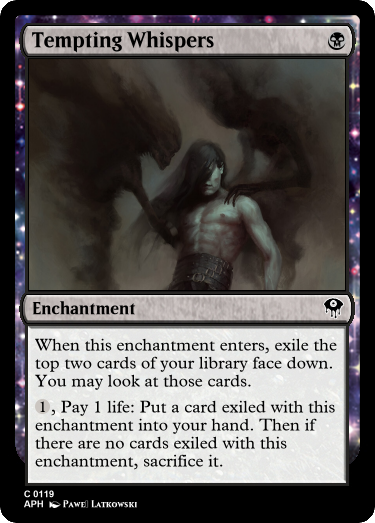 Tempting Whispers
Enchantment
When this enchantment enters, exile the
top two cards of your library face down.
You may look at those cards.
1, Pay 1 life: Put a card exiled with this
enchantment into your hand. Then if
there are no cards exiled with this
enchantment, sacrifice it.
C 0119
APH Paweł Latkowski